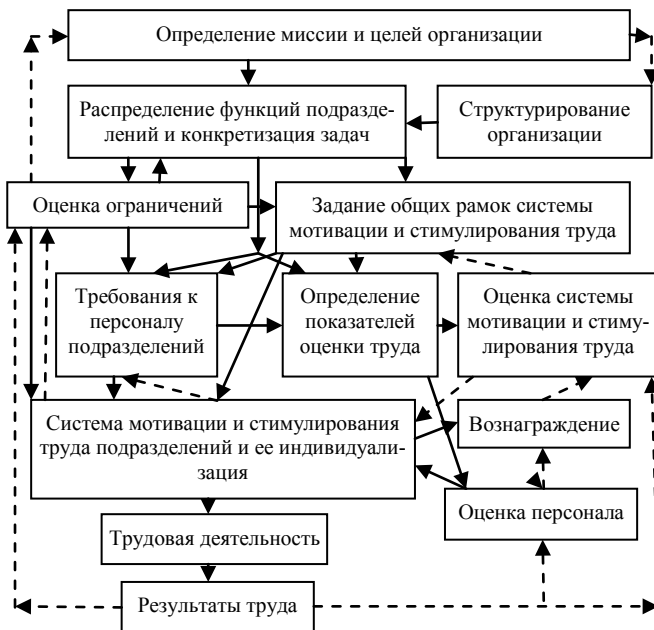 Определение миссии и целей организации
Распределение функций подразде-
лений и конкретизация задач
Структурирование
организации
Оценка ограничений
Задание общих рамок системы
мотивации и стимулирования труда
Требования к
персоналу
подразделений
Определение
показателей
оценки труда
Оценка системы
мотивации и стиму-
лирования труда
Система мотивации и стимулирования
труда подразделений и ее индивидуали-
зация
Вознаграждение
Оценка персонала
Трудовая деятельность
Результаты труда